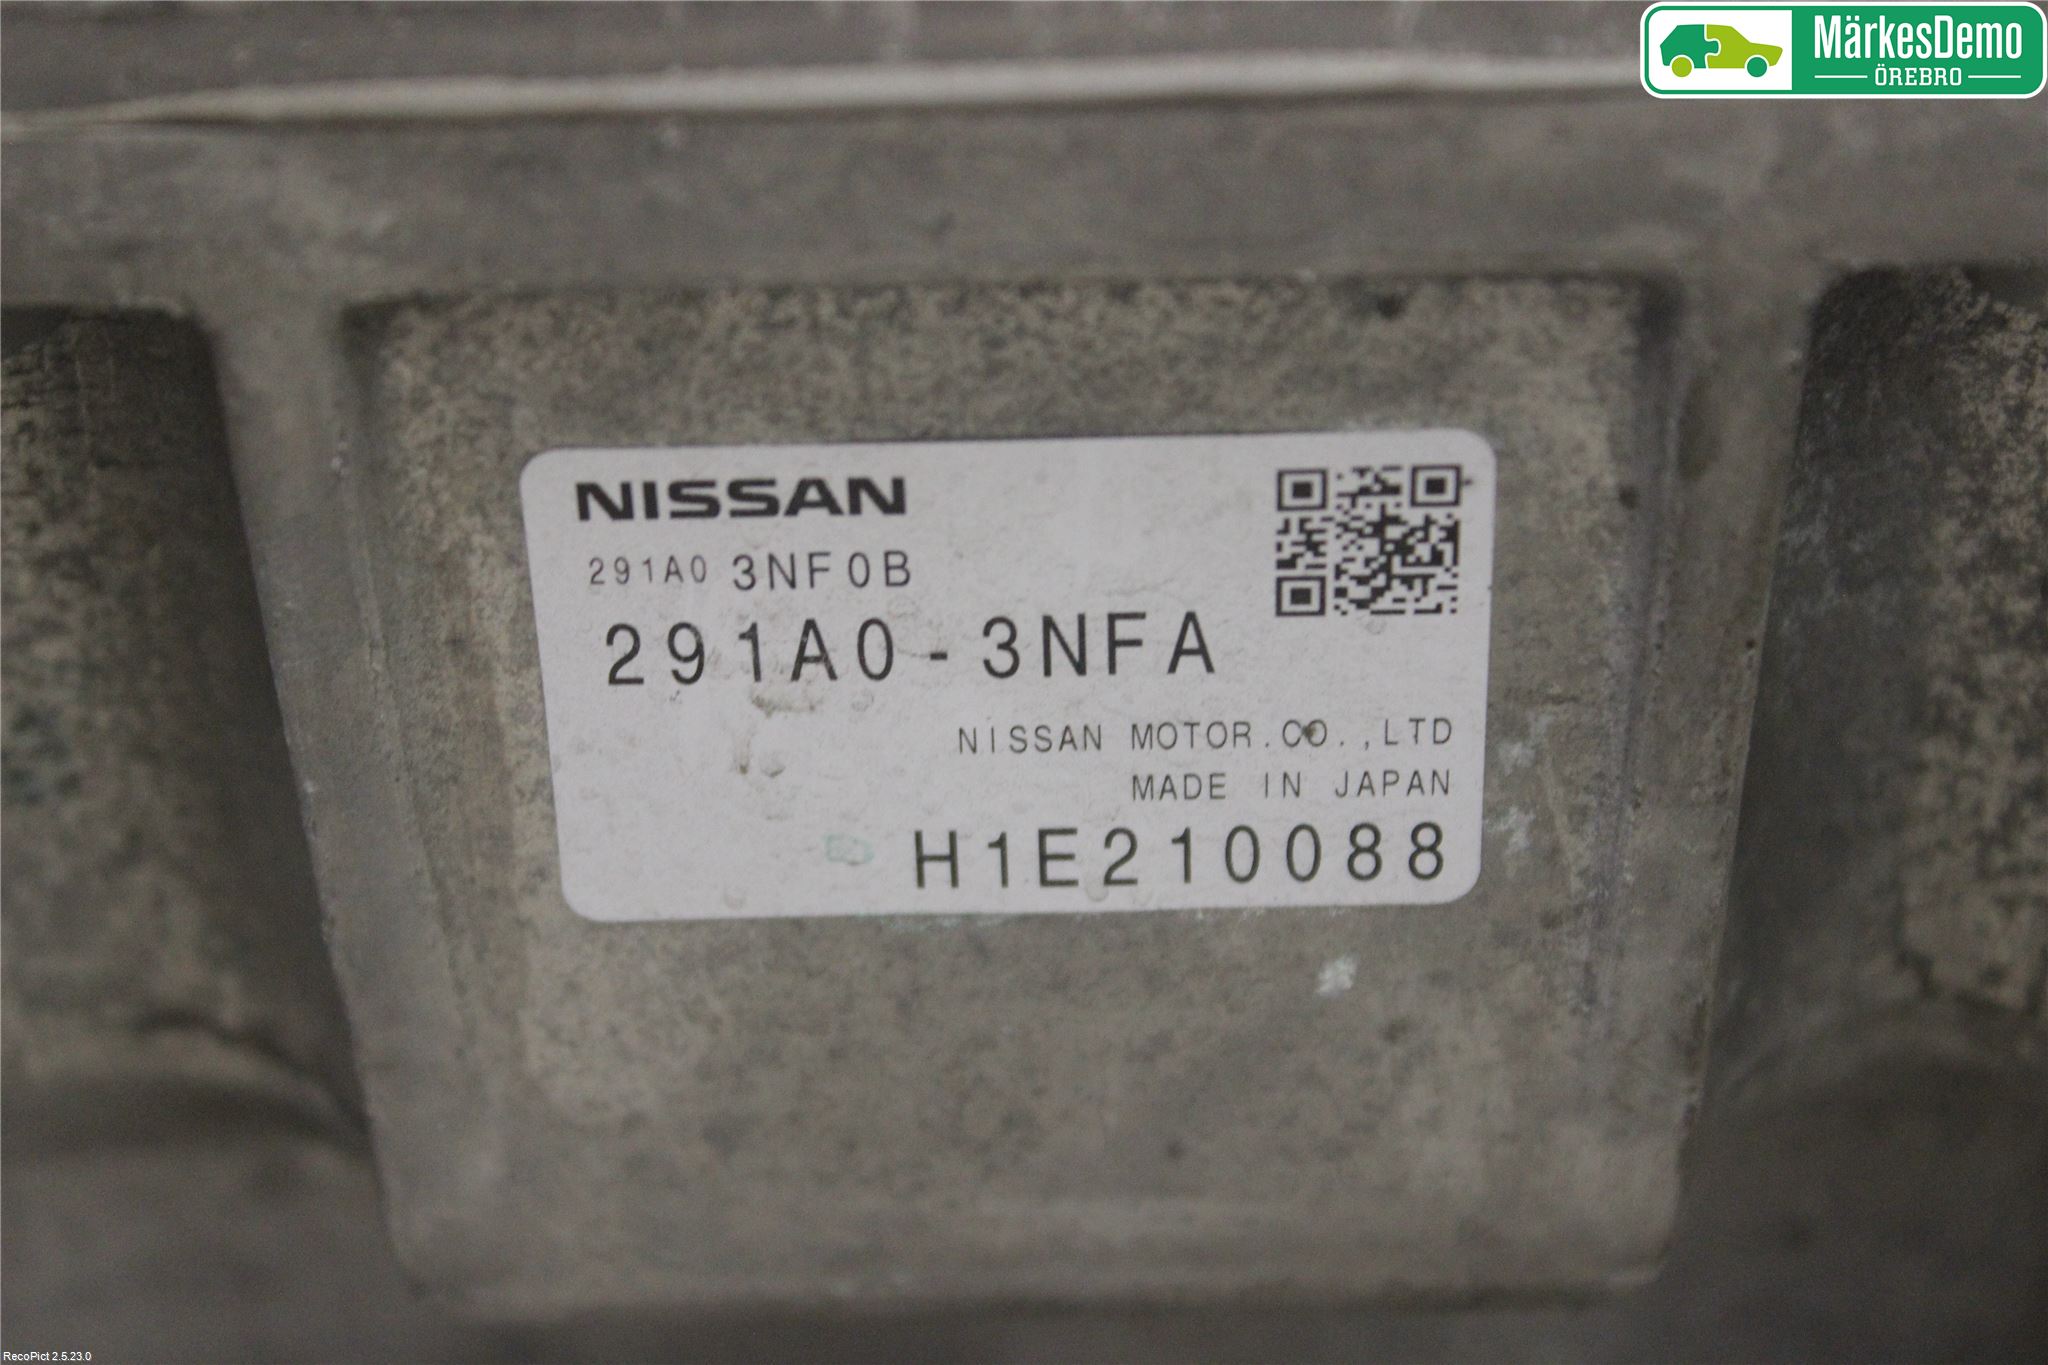 MärkesDemo
ÖREBRO
NISSAN
291A0 3NF0B
291A0-3NFA
NISSAN MOTOR.CO.,LTD
MADE IN JAPAN
H1E210088
RecoPict 2.5.23.0